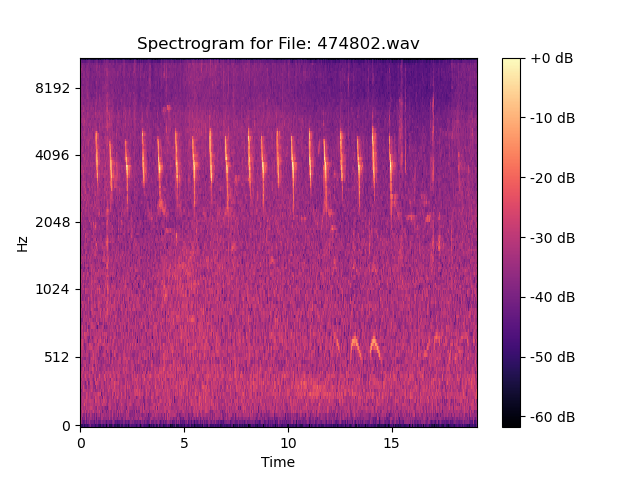 Spectrogram for File: 474802.wav
8192
4096
2048
1024
512
0
Hz
0
5
10
15
Time
+0 dB
-10 dB
-20 dB
-30 dB
-40 dB
-50 dB
-60 dB